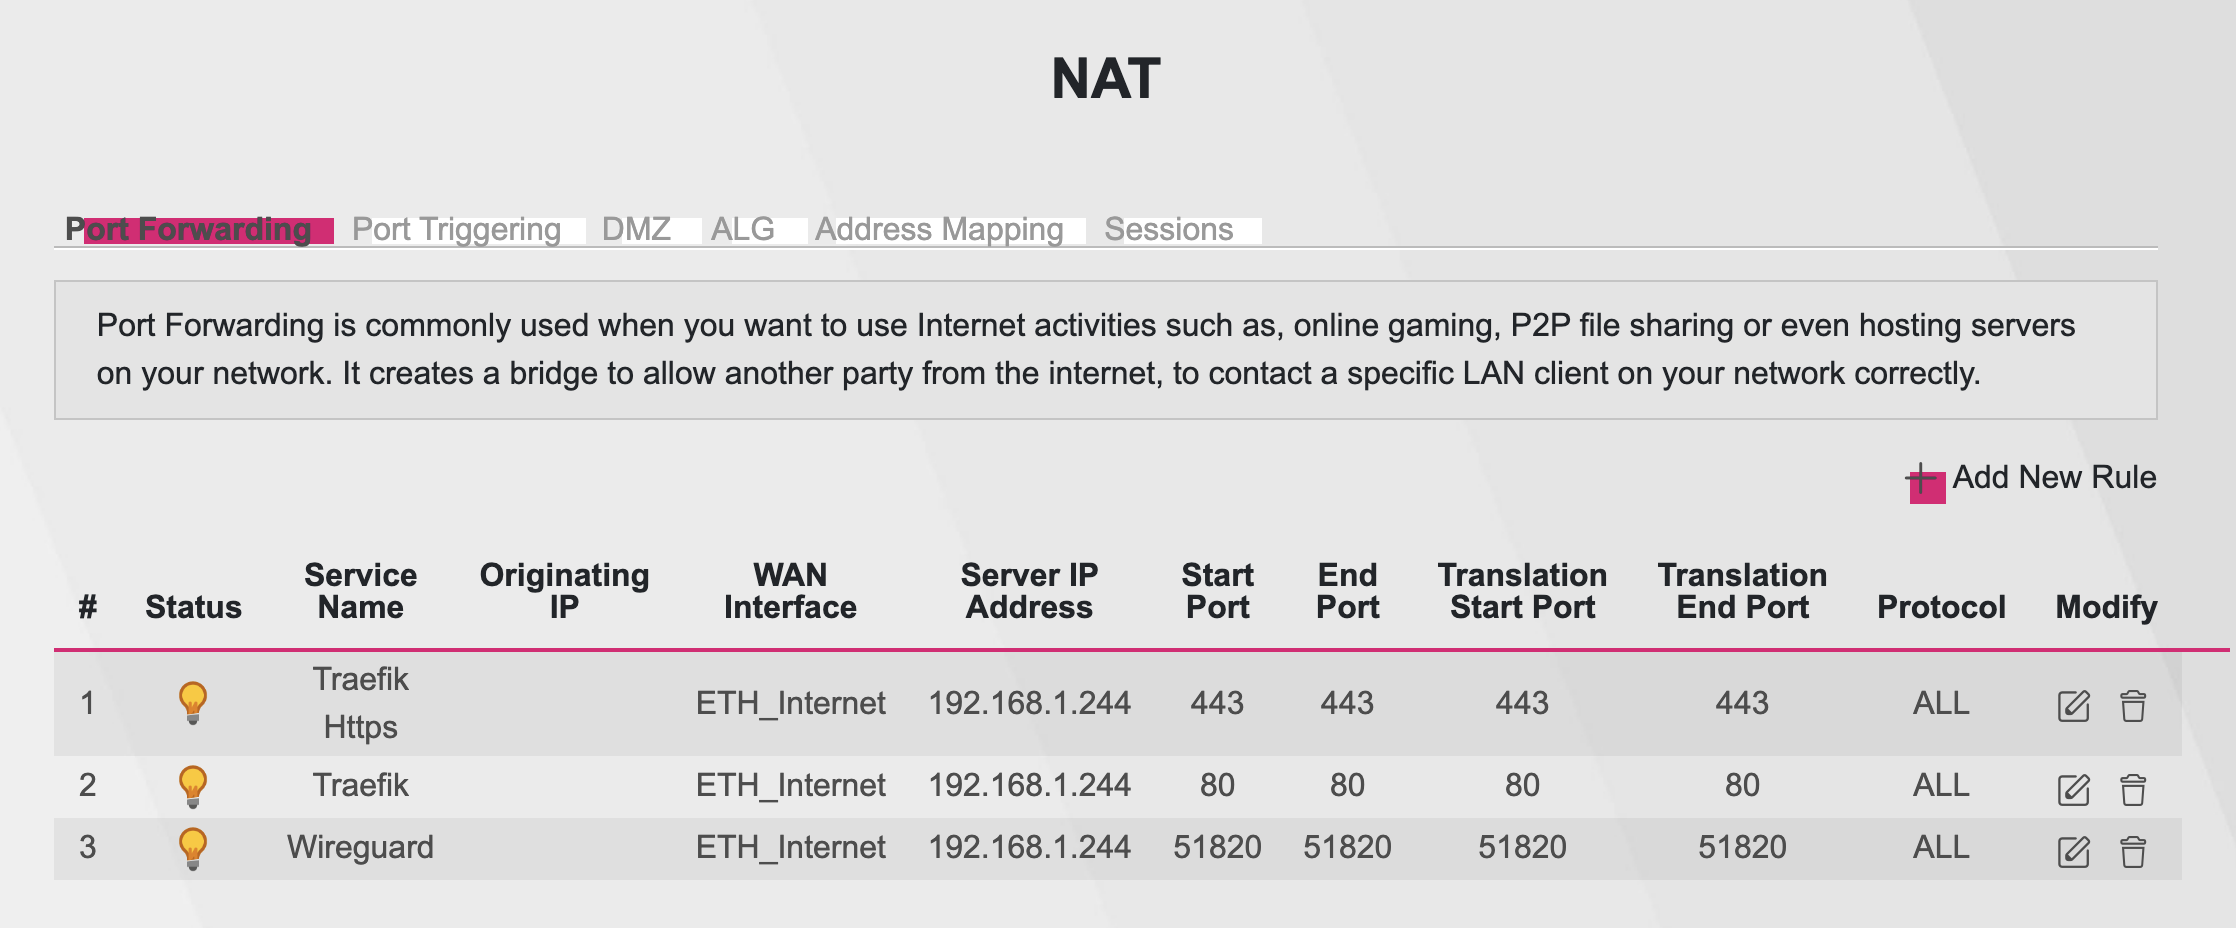 NAT
Port Forwarding Port Triggering DMZ ALG Address Mapping Sessions
Port Forwarding is commonly used when you want to use Internet activities such as, online gaming, P2P file sharing or even hosting servers
on your network. It creates a bridge to allow another party from the internet, to contact a specific LAN client on your network correctly.
+ Add New Rule
# Status Service Name Originating IP WAN Interface Server IP Address Start Port End Port Translation Start Port Translation End Port Protocol Modify
1 Traefik Https ETH_Internet 192.168.1.244 443 443 443 443 ALL
2 Traefik ETH_Internet 192.168.1.244 80 80 80 80 ALL
3 Wireguard ETH_Internet 192.168.1.244 51820 51820 51820 51820 ALL